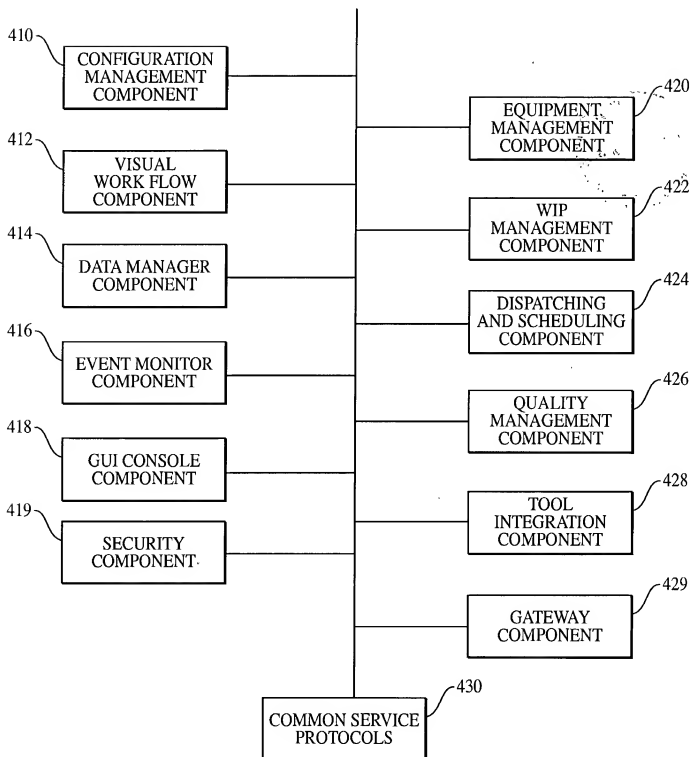 410
CONFIGURATION
MANAGEMENT
COMPONENT
412
VISUAL
WORK FLOW
COMPONENT
414
DATA MANAGER
COMPONENT
416
EVENT MONITOR
COMPONENT
418
GUI CONSOLE
COMPONENT
419
SECURITY
COMPONENT
420
EQUIPMENT
MANAGEMENT
COMPONENT
422
WIP
MANAGEMENT
COMPONENT
424
DISPATCHING
AND SCHEDULING
COMPONENT
426
QUALITY
MANAGEMENT
COMPONENT
428
TOOL
INTEGRATION
COMPONENT
429
GATEWAY
COMPONENT
430
COMMON SERVICE
PROTOCOLS